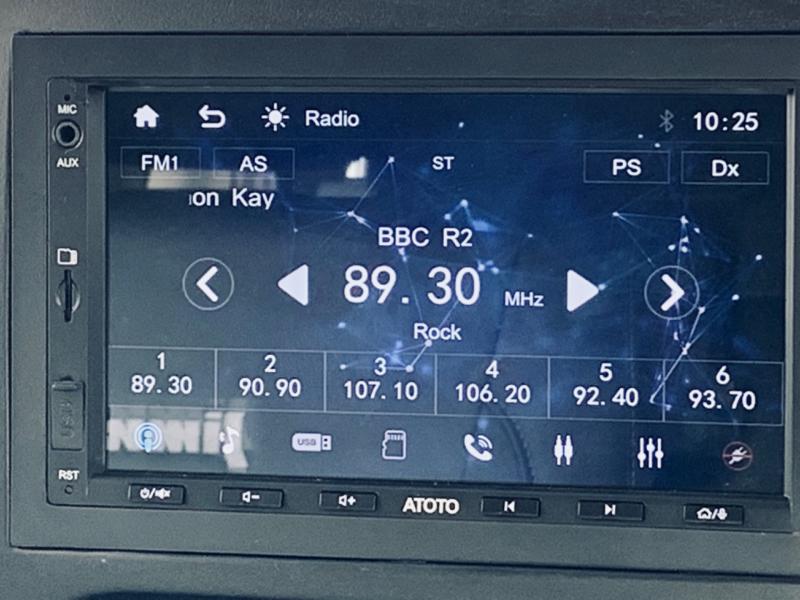 MIC
AUX
Radio
10:25
FM1 AS ST PS Dx
on Kay
BBC R2
89.30 MHz
Rock
1 2 3 4 5 6
89.30 90.90 107.10 106.20 92.40 93.70
USB
RST
ATOTO